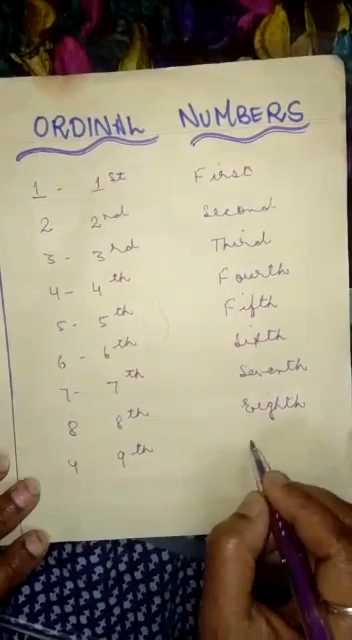 ORDINAL NUMBERS
1 - 1st First
2 2nd Second
3 - 3rd Third
4 - 4th Fourth
5 - 5th Fifth
6 - 6th Sixth
7 - 7th Seventh
8 8th Eighth
9 9th